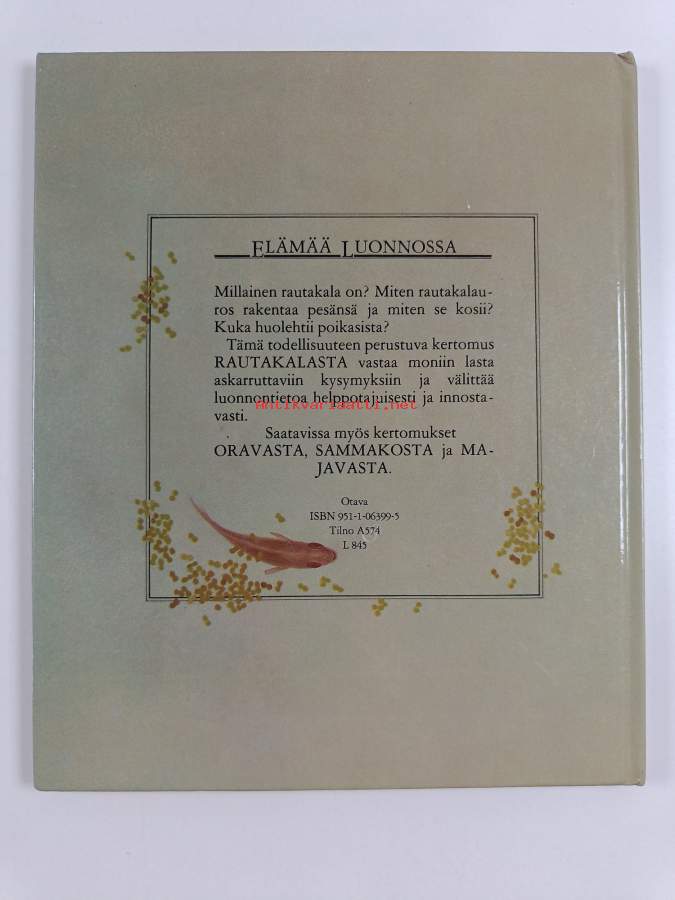 ELÄMÄÄ LUONNOSSA
Millainen rautakala on? Miten rautakalau-
ros rakentaa pesänsä ja miten se kosii?
Kuka huolehtii poikasista?
Tämä todellisuuteen perustuva kertomus
RAUTAKALASTA vastaa moniin lasta
askarruttaviin kysymyksiin ja välittää
luonnontietoa helppotajuisesti ja innosta-
antikvariaatti.net
vasti.
Saatavissa myös kertomukset
ORAVASTA, SAMMAKOSTA ja MA-
JAVASTA.
Otava
ISBN 951-1-06399-5
Tilno A574
L 845